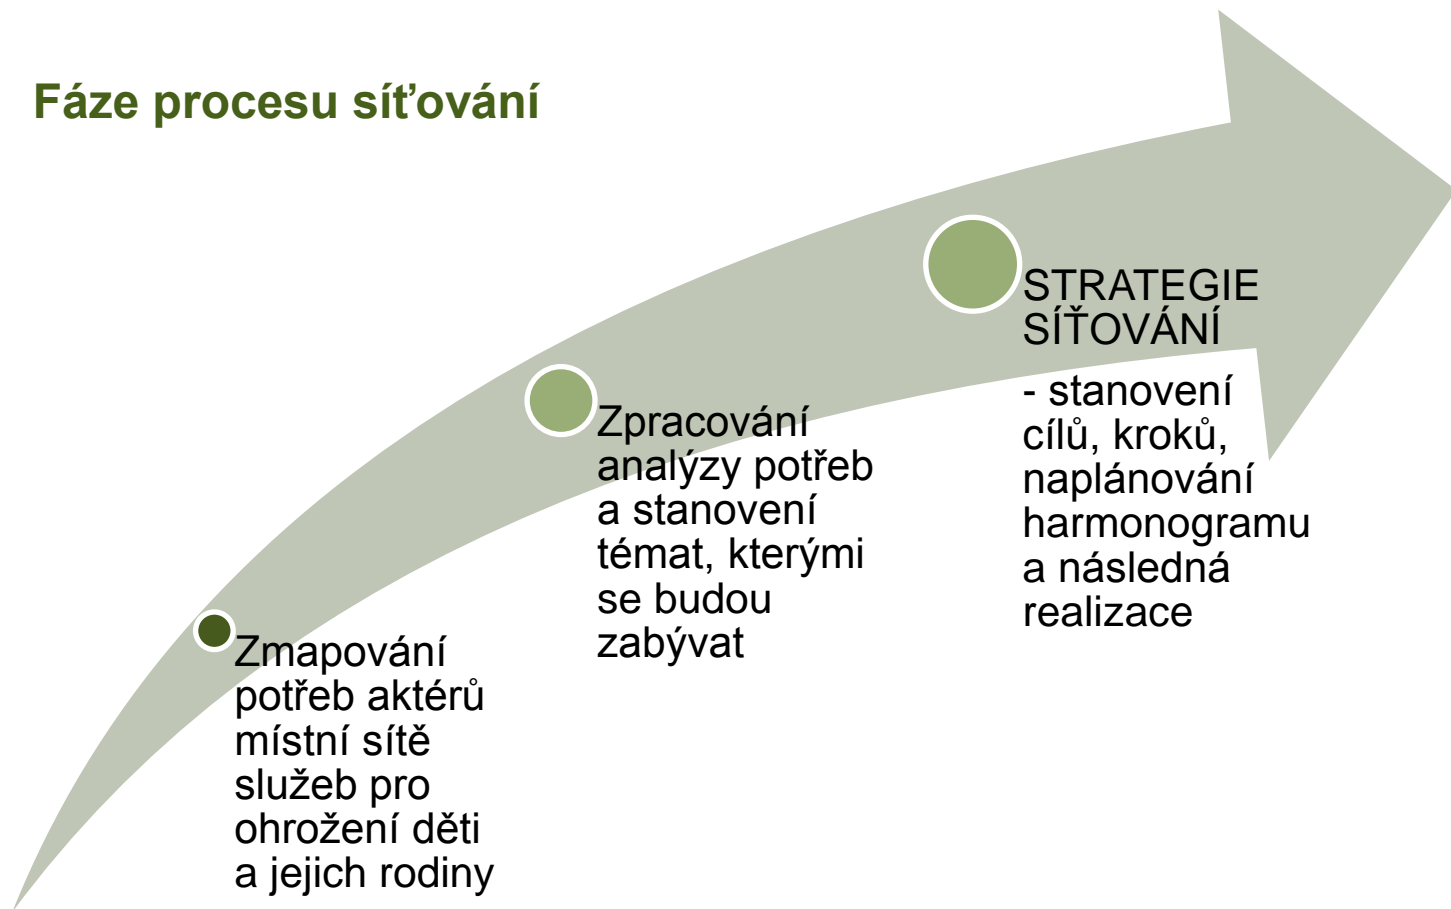 Fáze procesu síťování
Zmapování
potřeb aktérů
místní sítě
služeb pro
ohrožení děti
a jejich rodiny
Zpracování
analýzy potřeb
a stanovení
témat, kterými
se budou
zabývat
STRATEGIE
SÍŤOVÁNÍ
- stanovení
cílů, kroků,
naplánování
harmonogramu
a následná
realizace